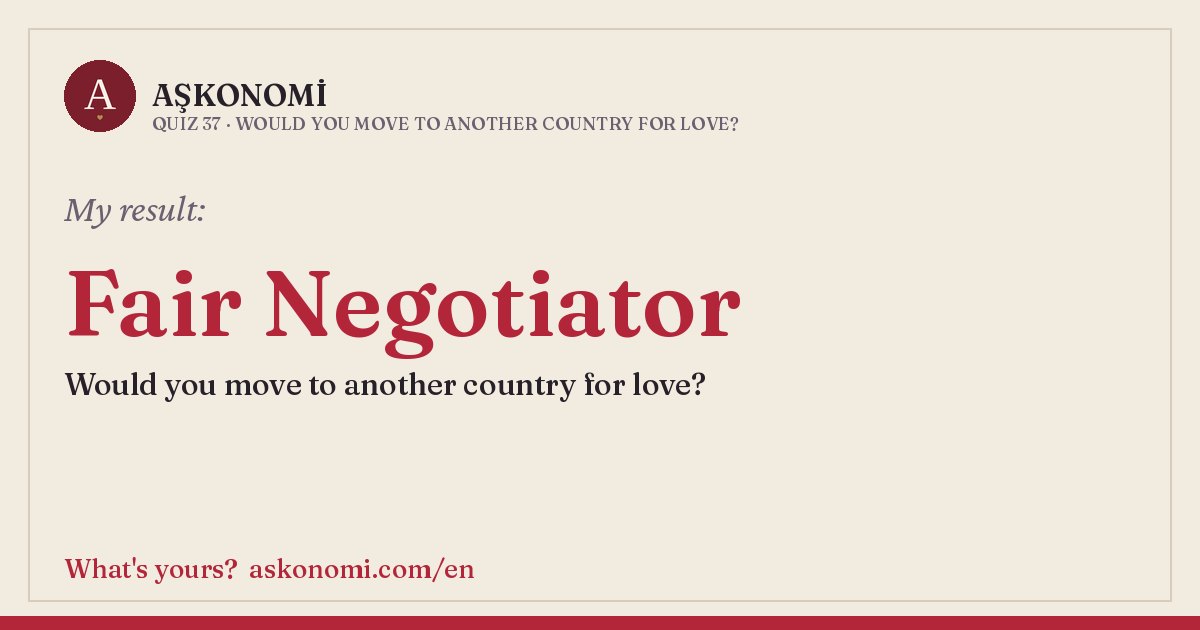 A
AŞKONOMİ
QUIZ 37 · WOULD YOU MOVE TO ANOTHER COUNTRY FOR LOVE?
My result:
Fair Negotiator
Would you move to another country for love?
What's yours? askonomi.com/en